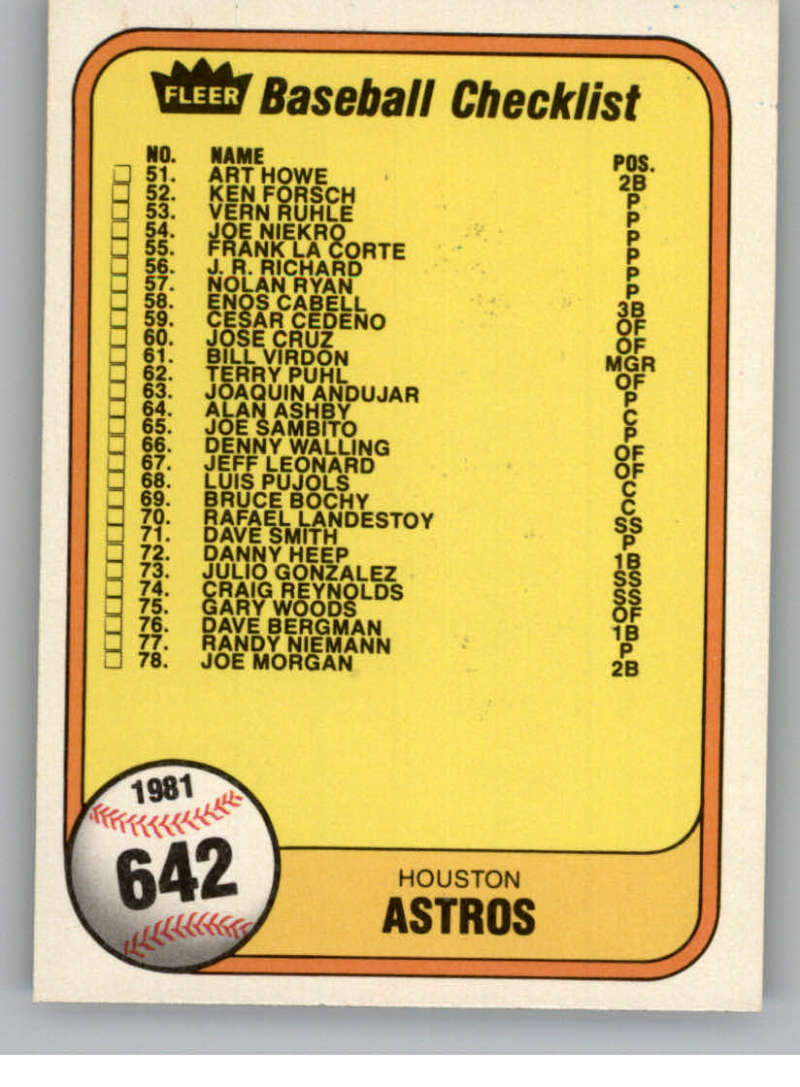 FLEER Baseball Checklist
NO. NAME POS.
51. ART HOWE 2B
52. KEN FORSCH P
53. VERN RUHLE P
54. JOE NIEKRO P
55. FRANK LA CORTE P
56. J. R. RICHARD P
57. NOLAN RYAN P
58. ENOS CABELL 3B
59. CESAR CEDENO OF
60. JOSE CRUZ OF
61. BILL VIRDON MGR
62. TERRY PUHL OF
63. JOAQUIN ANDUJAR P
64. ALAN ASHBY C
65. JOE SAMBITO P
66. DENNY WALLING OF
67. JEFF LEONARD OF
68. LUIS PUJOLS C
69. BRUCE BOCHY C
70. RAFAEL LANDESTOY SS
71. DAVE SMITH P
72. DANNY HEEP 1B
73. JULIO GONZALEZ SS
74. CRAIG REYNOLDS SS
75. GARY WOODS OF
76. DAVE BERGMAN 1B
77. RANDY NIEMANN P
78. JOE MORGAN 2B
1981
642
HOUSTON
ASTROS